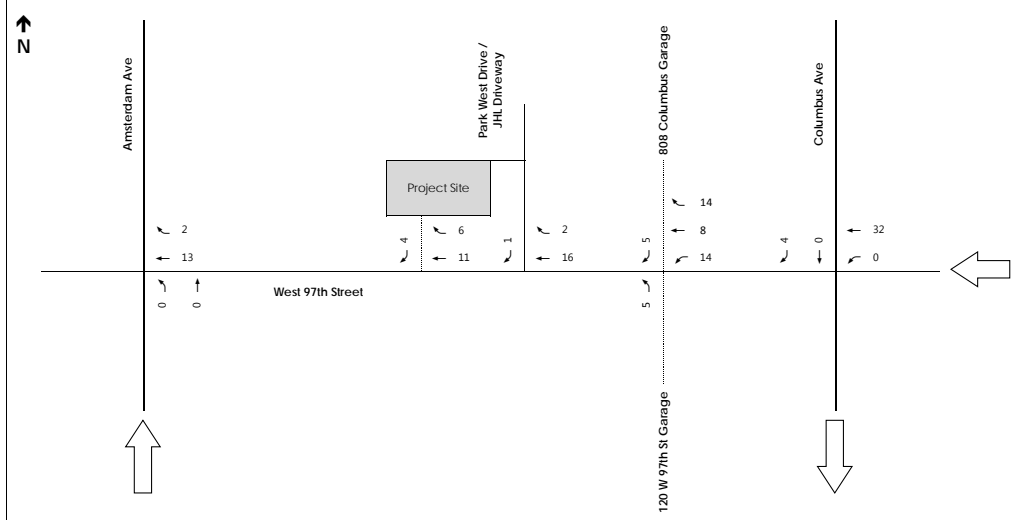 N
Amsterdam Ave
Park West Drive /
JHL Driveway
808 Columbus Garage
Columbus Ave
Project Site
14
2
6
2
8
32
4
1
5
4
0
13
11
16
14
0
0
0
West 97th Street
5
120 W 97th St Garage